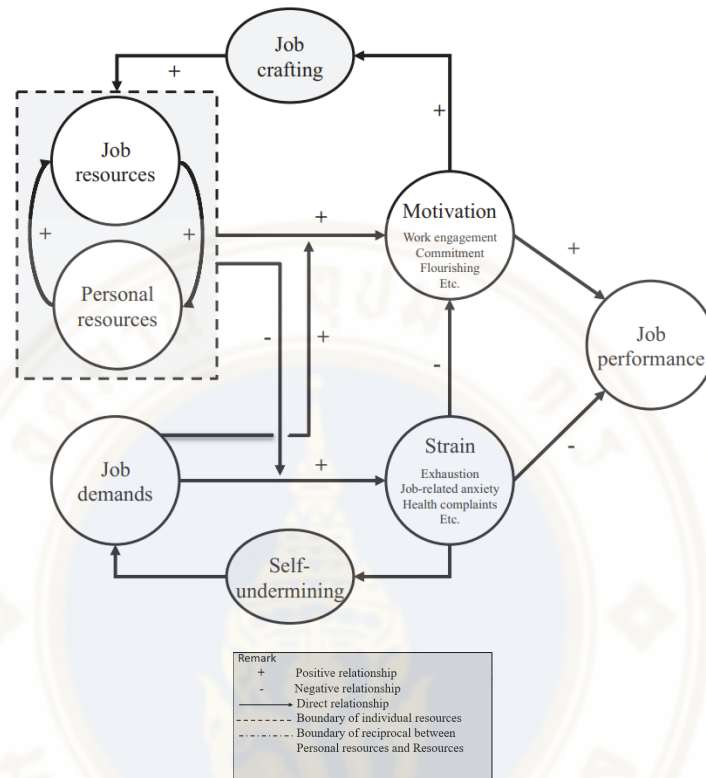 Job
crafting
+
+
Job
resources
+
+
Personal
resources
+
Motivation
Work engagement
Commitment
Flourishing
Etc.
+
Job
performance
-
+
-
-
Job
demands
+
Strain
Exhaustion
Job-related anxiety
Health complaints
Etc.
Self-
undermining
Remark
+ Positive relationship
- Negative relationship
Direct relationship
Boundary of individual resources
Boundary of reciprocal between
Personal resources and Resources